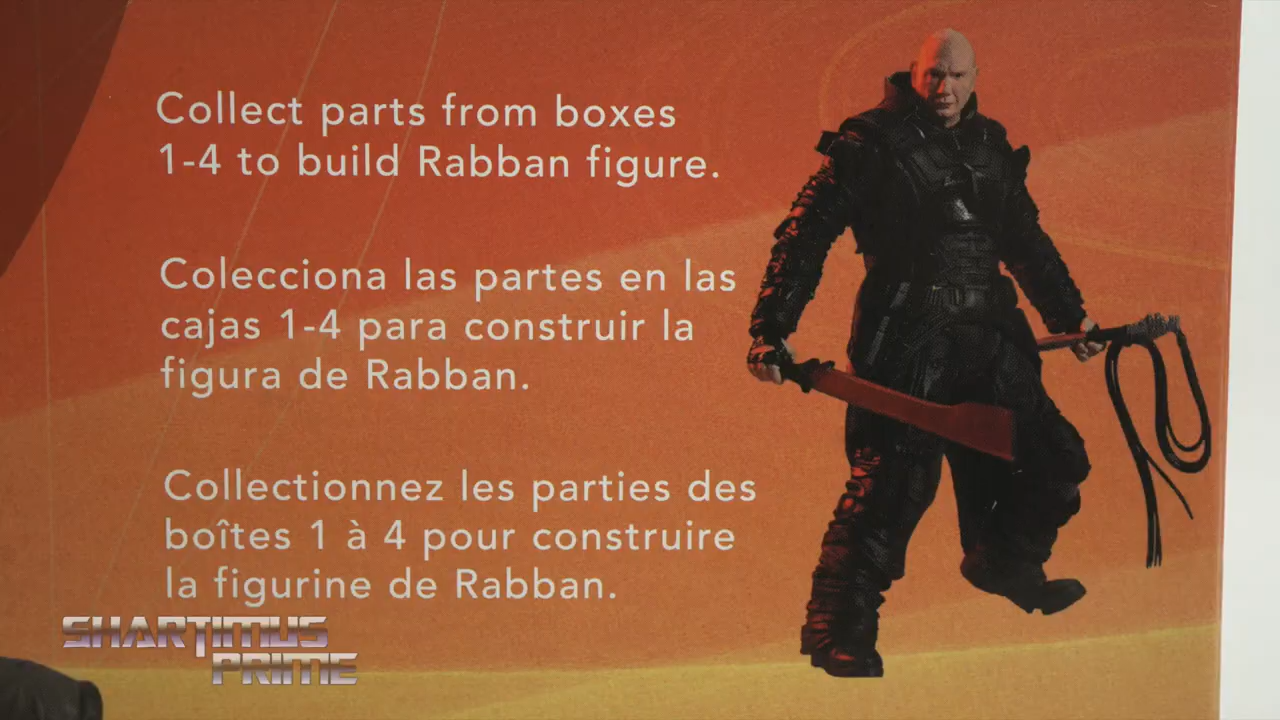 Collect parts from boxes
1-4 to build Rabban figure.
Colecciona las partes en las
cajas 1-4 para construir la
figura de Rabban.
Collectionnez les parties des
boîtes 1 à 4 pour construire
la figurine de Rabban.
SHARTIMUS
PRIME